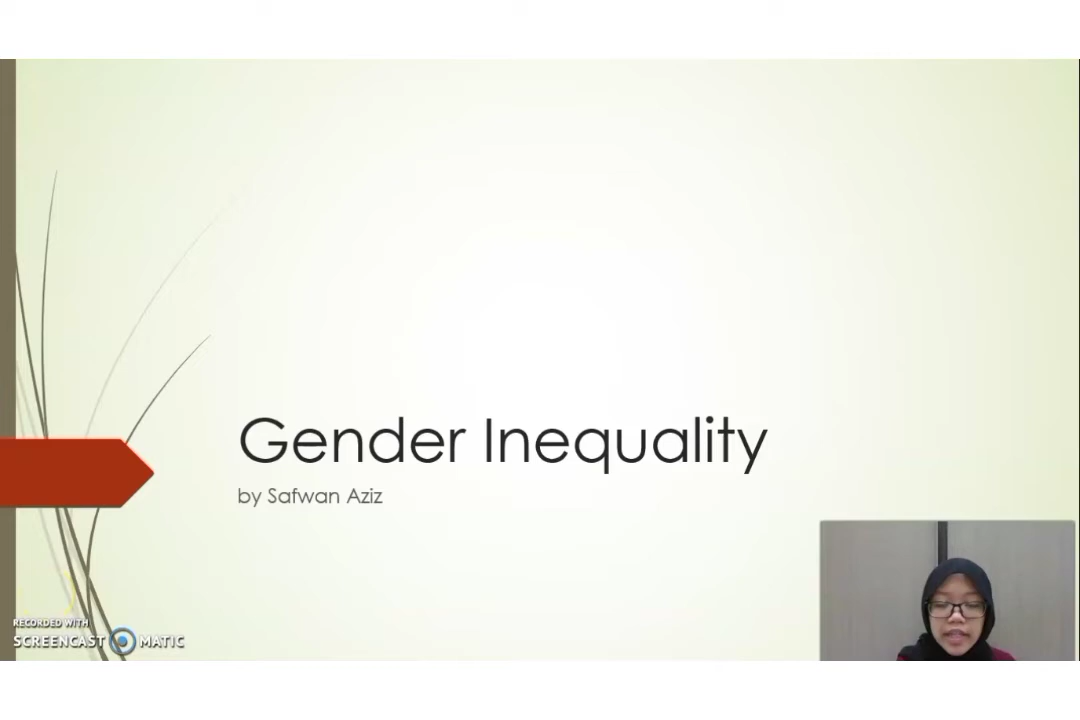 Gender Inequality
by Safwan Aziz
RECORDED WITH
SCREENCAST MATIC